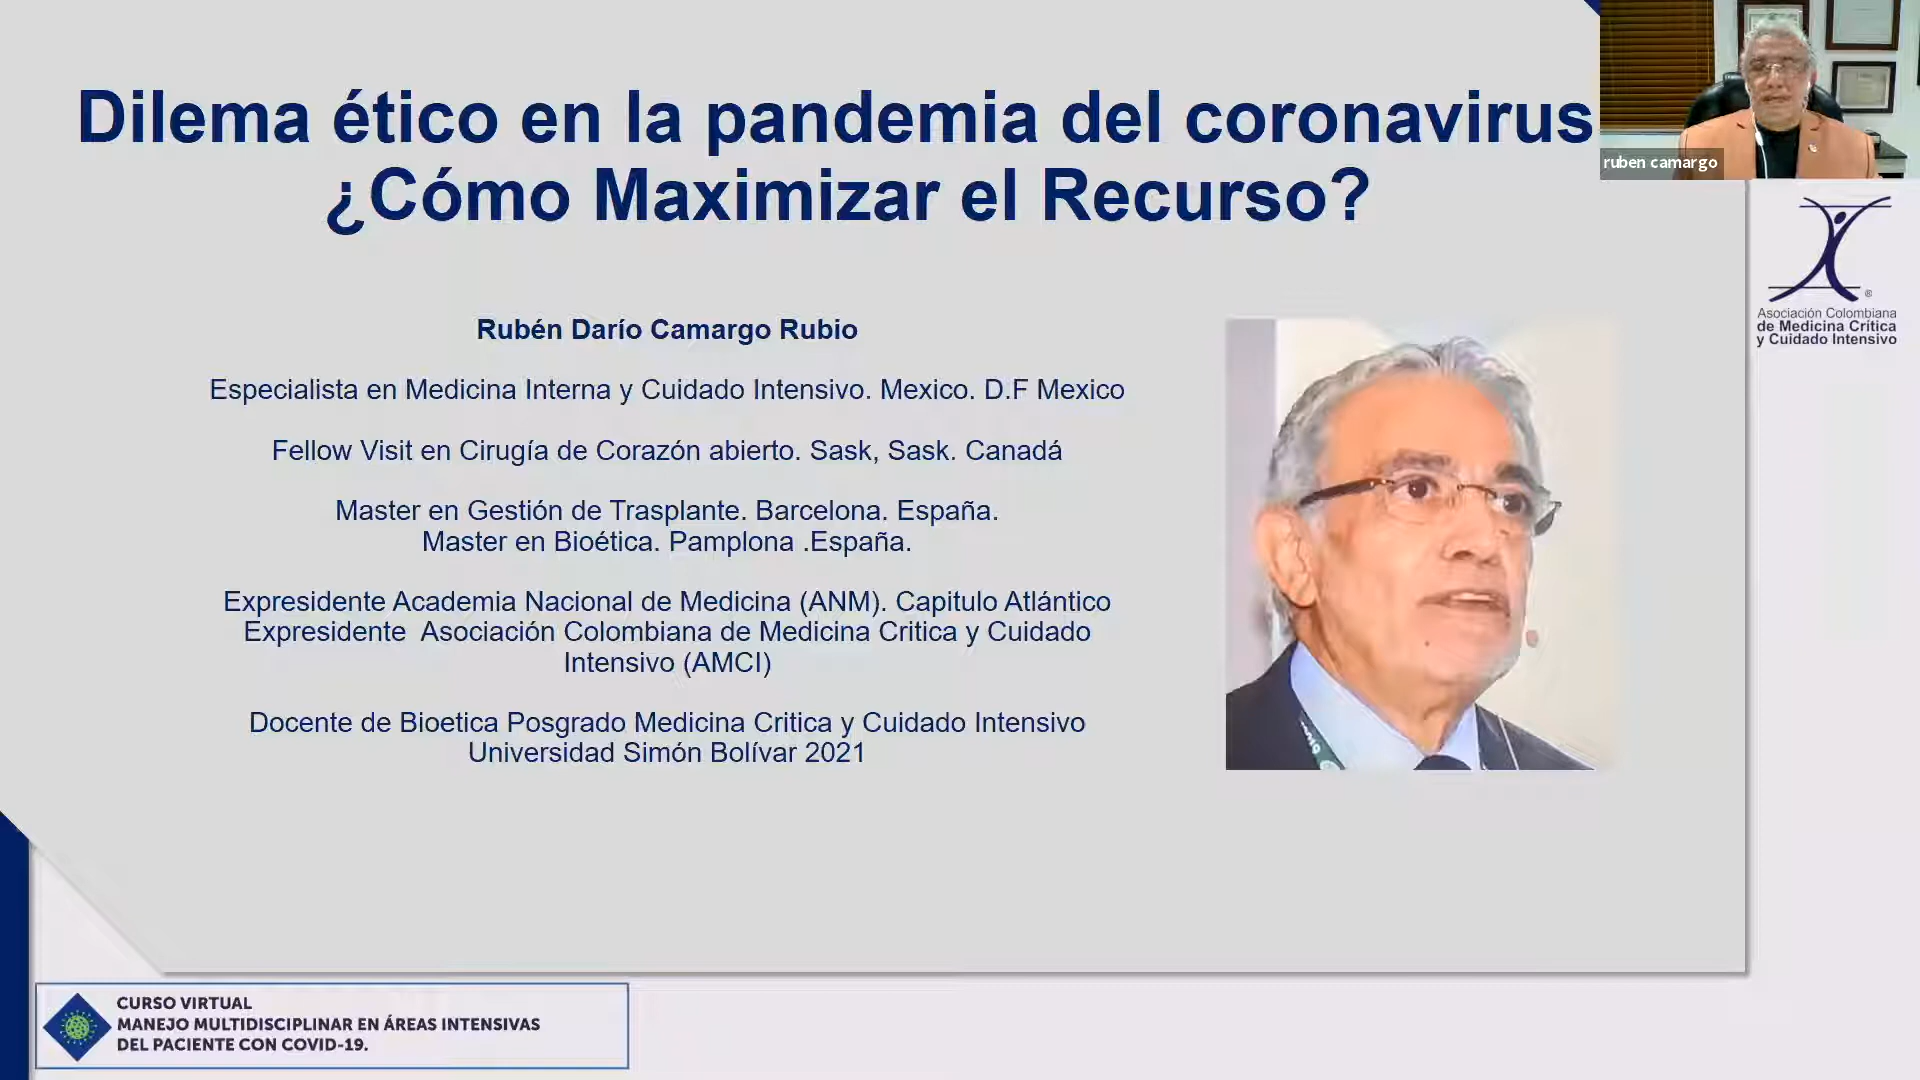 Dilema ético en la pandemia del coronavirus
¿Cómo Maximizar el Recurso?
ruben camargo
®
Asociación Colombiana
de Medicina Crítica
y Cuidado Intensivo
Rubén Darío Camargo Rubio
Especialista en Medicina Interna y Cuidado Intensivo. Mexico. D.F Mexico
Fellow Visit en Cirugía de Corazón abierto. Sask, Sask. Canadá
Master en Gestión de Trasplante. Barcelona. España.
Master en Bioética. Pamplona .España.
Expresidente Academia Nacional de Medicina (ANM). Capitulo Atlántico
Expresidente  Asociación Colombiana de Medicina Critica y Cuidado
Intensivo (AMCI)
Docente de Bioetica Posgrado Medicina Critica y Cuidado Intensivo
Universidad Simón Bolívar 2021
CURSO VIRTUAL
MANEJO MULTIDISCIPLINAR EN ÁREAS INTENSIVAS
DEL PACIENTE CON COVID-19.